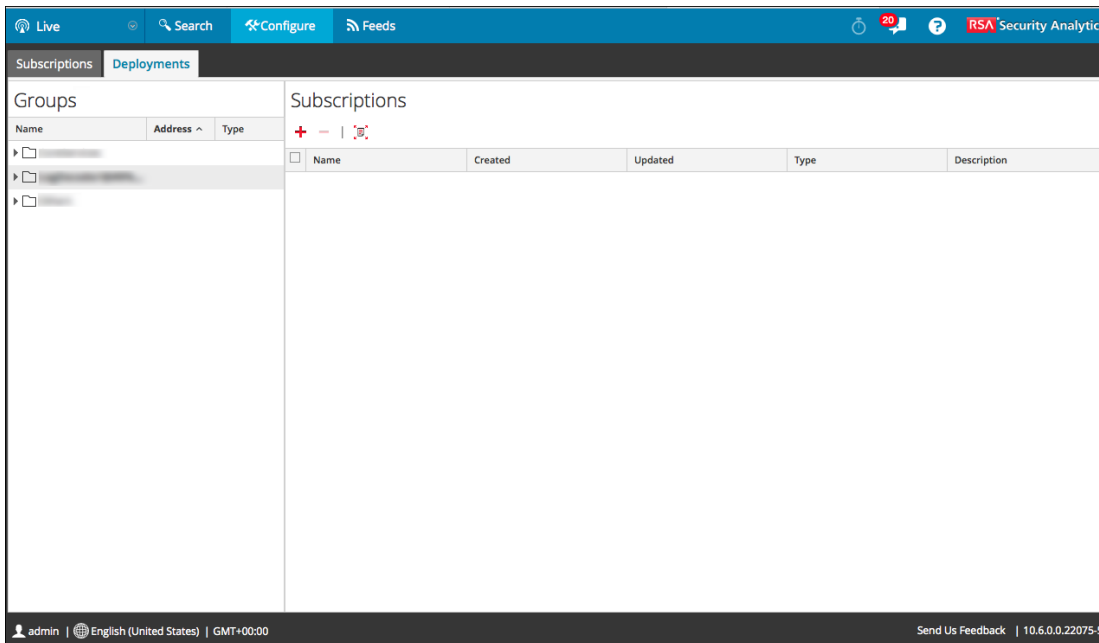 Live Search Configure Feeds 20 ? RSA Security Analytic
Subscriptions Deployments
Groups
Subscriptions
Name Address Type
Name Created Updated Type Description
admin | English (United States) | GMT+00:00
Send Us Feedback | 10.6.0.0.22075-